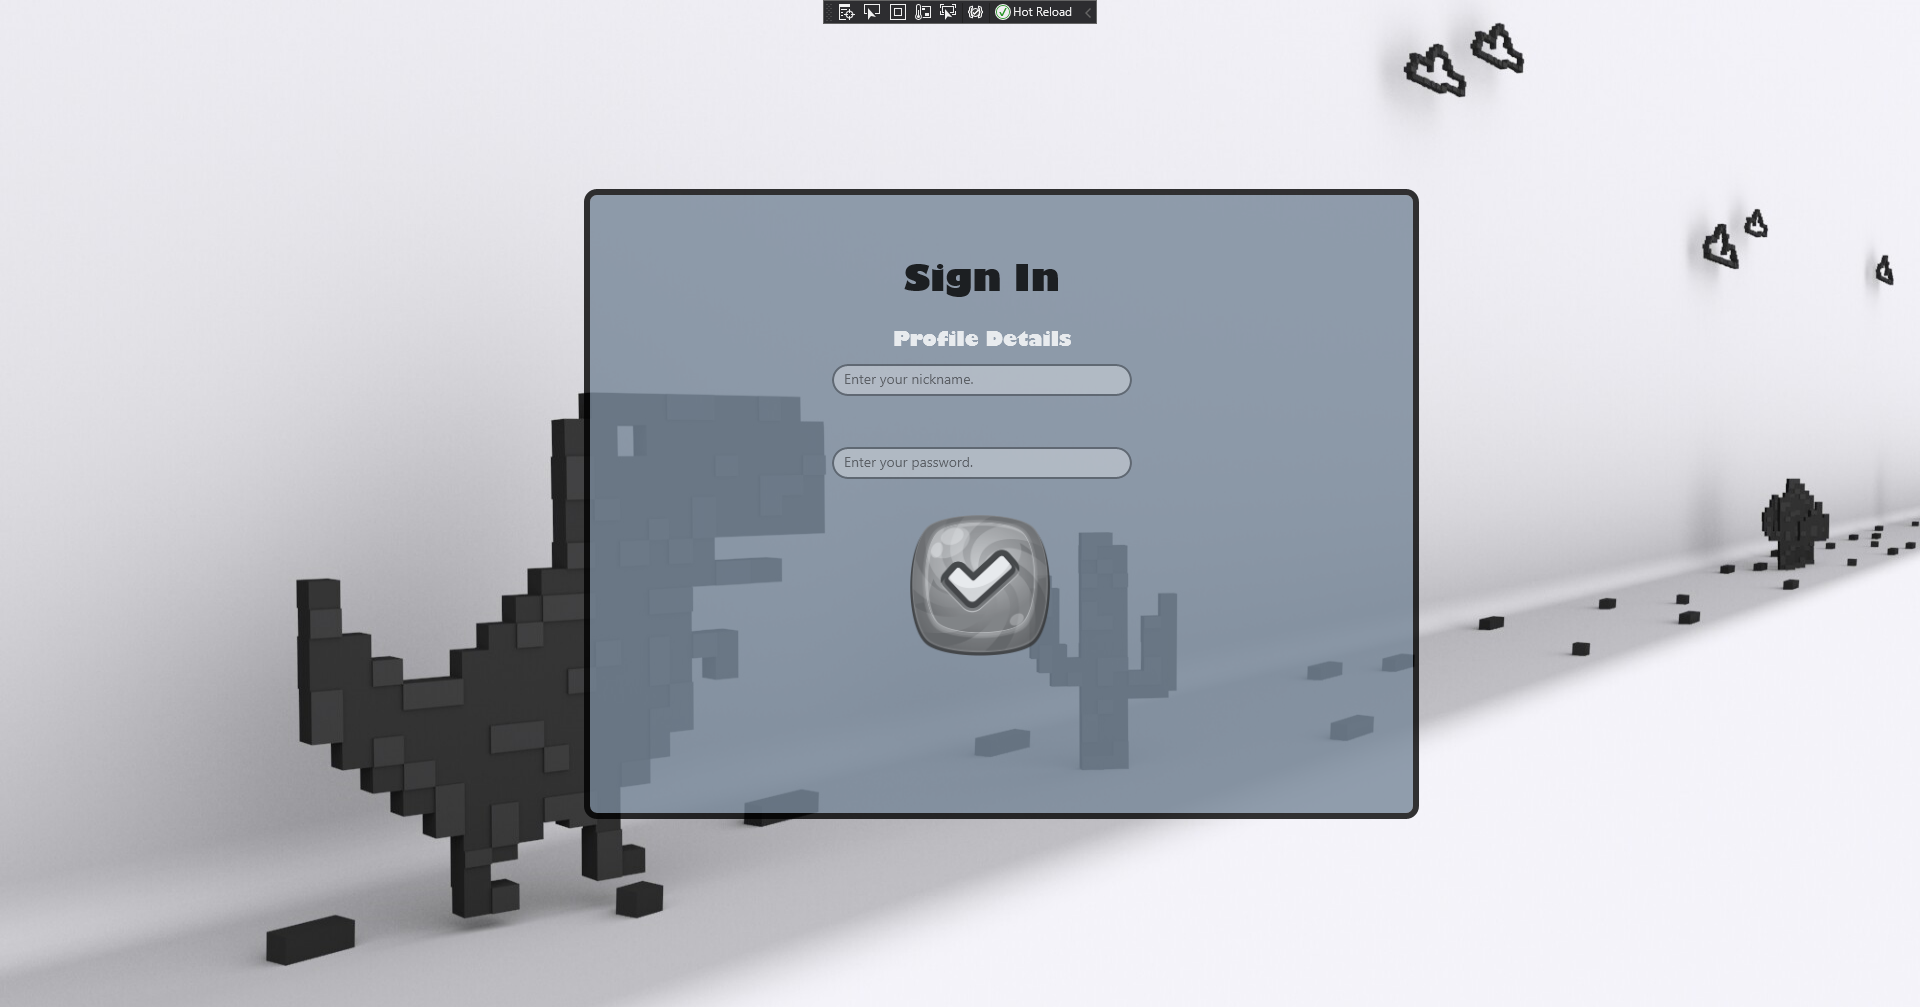 Hot Reload
Sign In
Profile Details
Enter your nickname.
Enter your password.